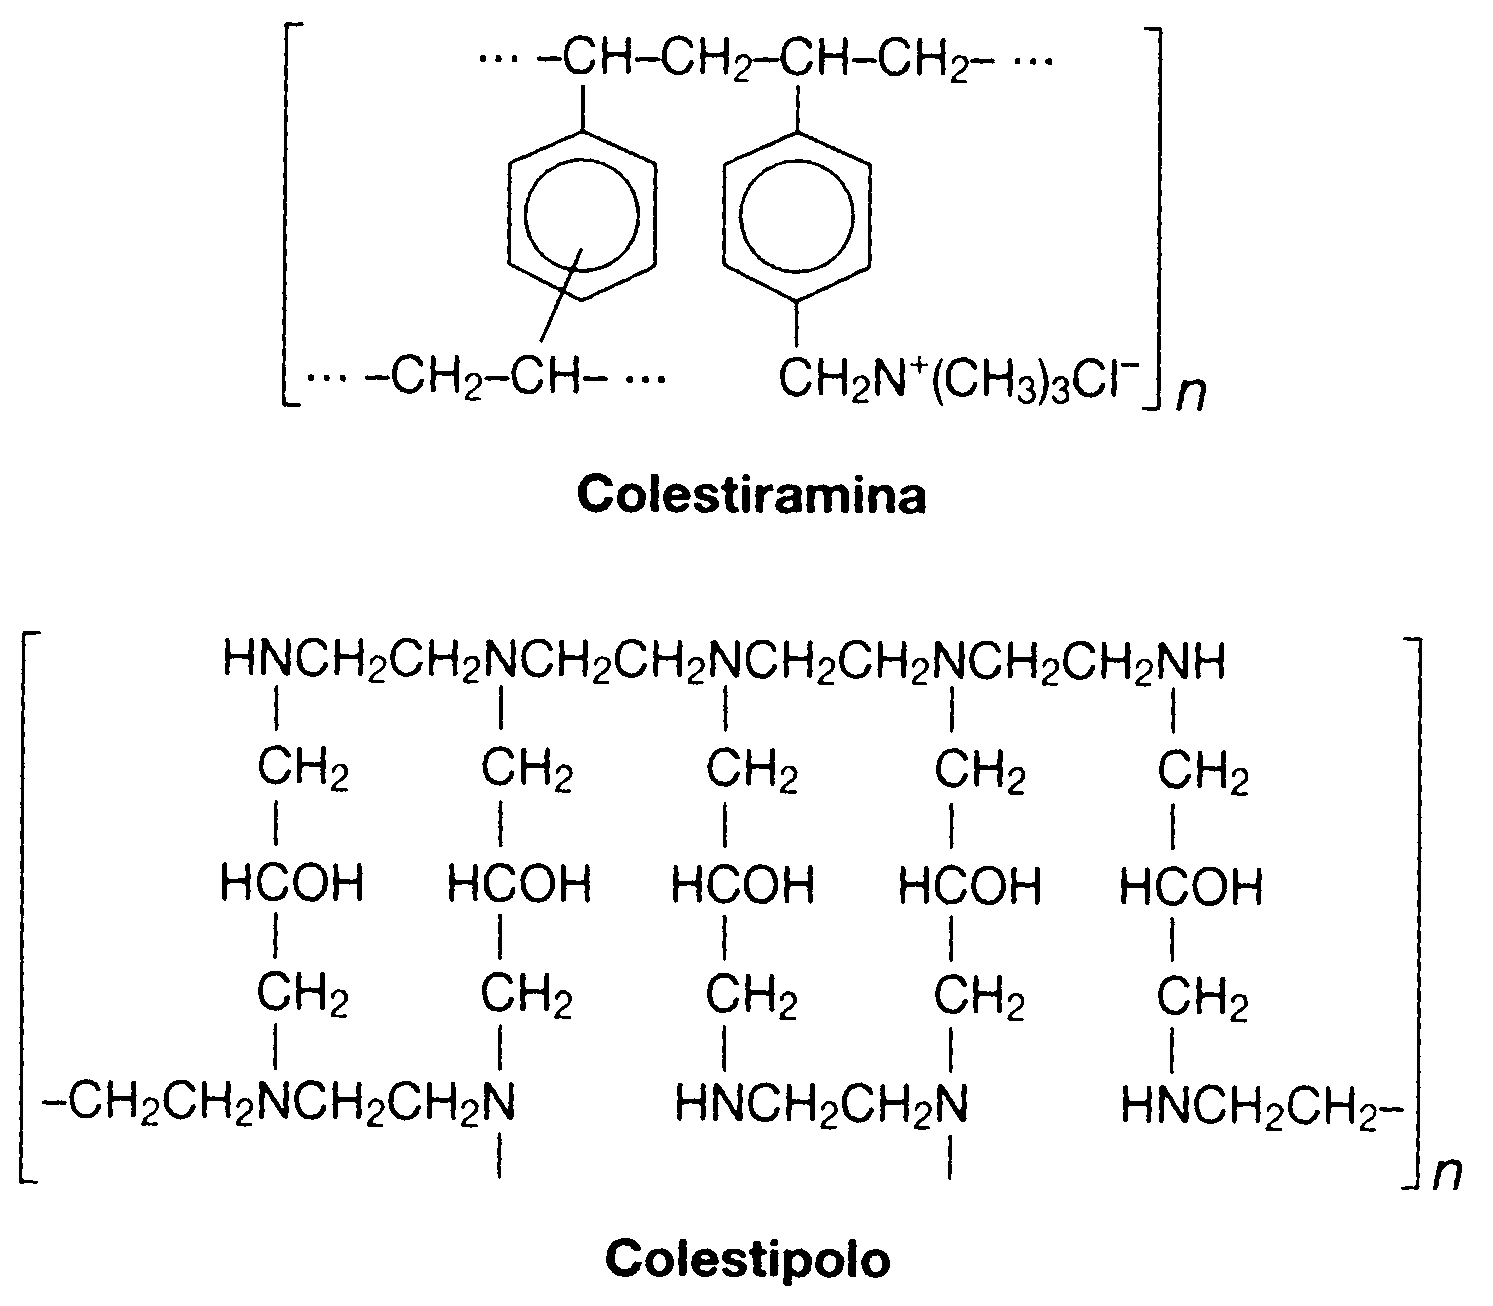 ··· –CH–CH₂–CH–CH₂– ···
··· –CH₂–CH– ··· CH₂N⁺(CH₃)₃Cl⁻
n
Colestiramina
HNCH₂CH₂NCH₂CH₂NCH₂CH₂NCH₂CH₂NH
CH₂ CH₂ CH₂ CH₂ CH₂
HCOH HCOH HCOH HCOH HCOH
CH₂ CH₂ CH₂ CH₂ CH₂
–CH₂CH₂NCH₂CH₂N HNCH₂CH₂N HNCH₂CH₂–
n
Colestipolo